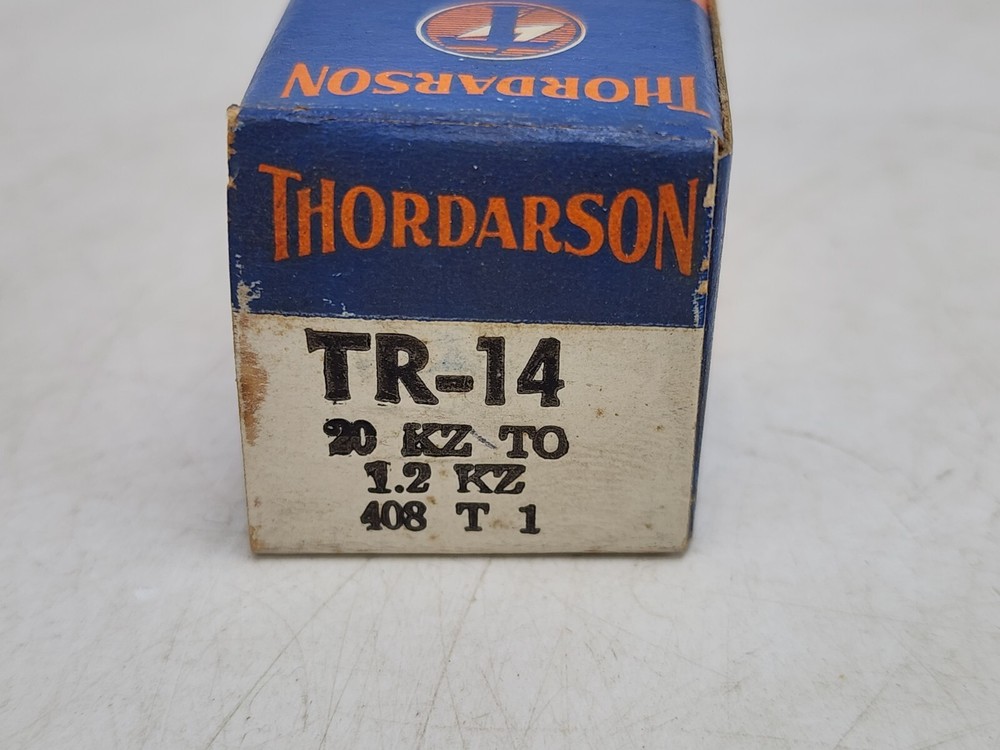 THORDARSON
THORDARSON
TR-14
20 KZ TO
1.2 KZ
408 T 1